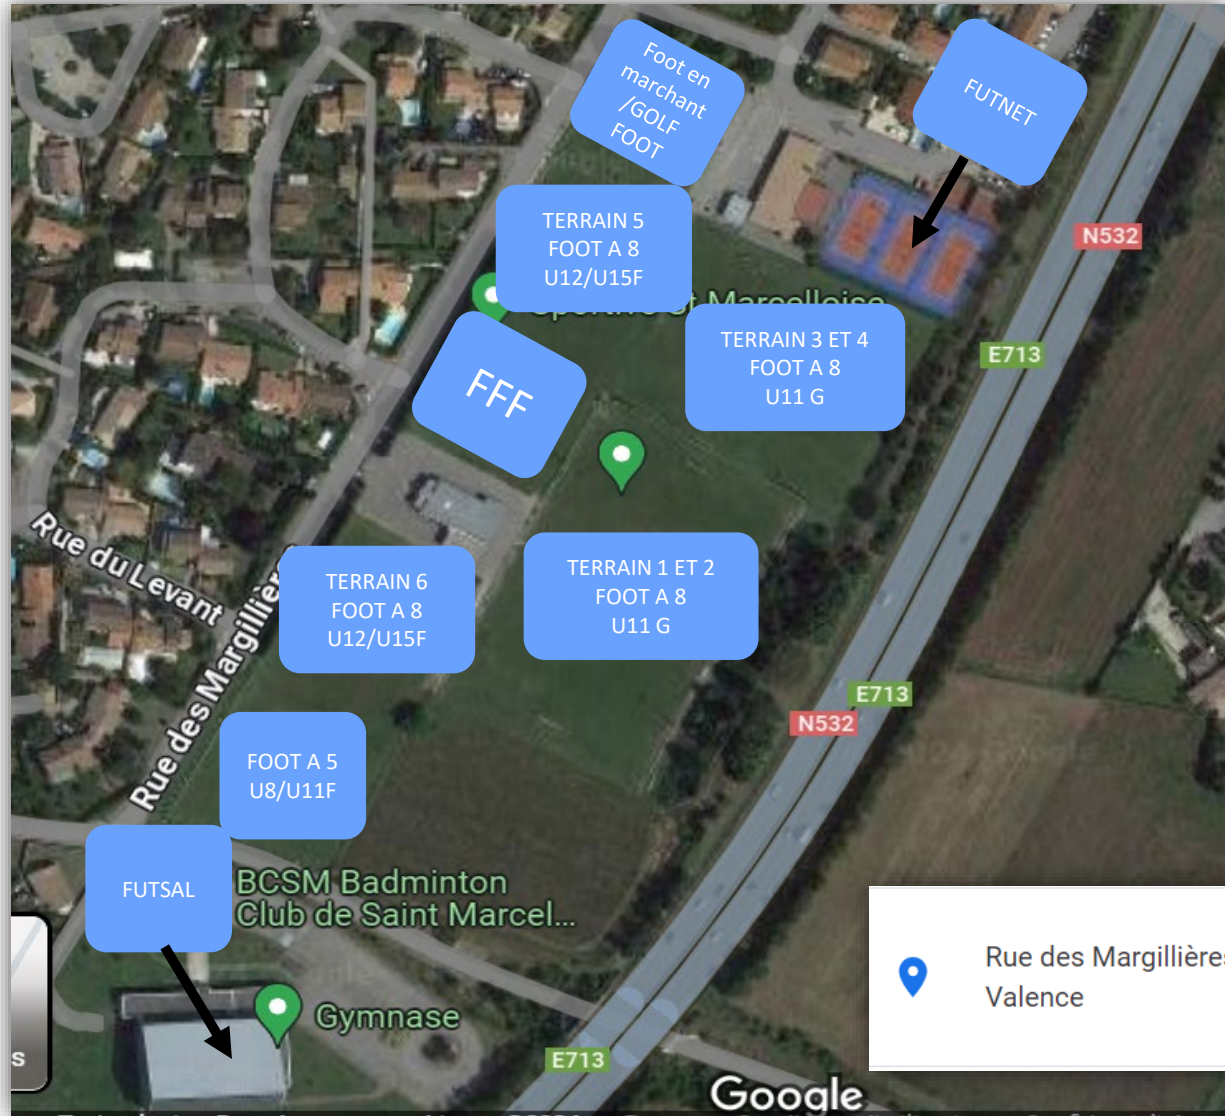 Foot en
marchant
/GOLF
FOOT
FUTNET
TERRAIN 5
FOOT A 8
U12/U15F
N532
St Marcelloise
TERRAIN 3 ET 4
FOOT A 8
U11 G
E713
FFF
Rue du Levant
TERRAIN 6
FOOT A 8
U12/U15F
TERRAIN 1 ET 2
FOOT A 8
U11 G
Rue des Margillières
E713
N532
FOOT A 5
U8/U11F
FUTSAL
BCSM Badminton
Club de Saint Marcel...
Rue des Margillières
Valence
Gymnase
s
E713
Google